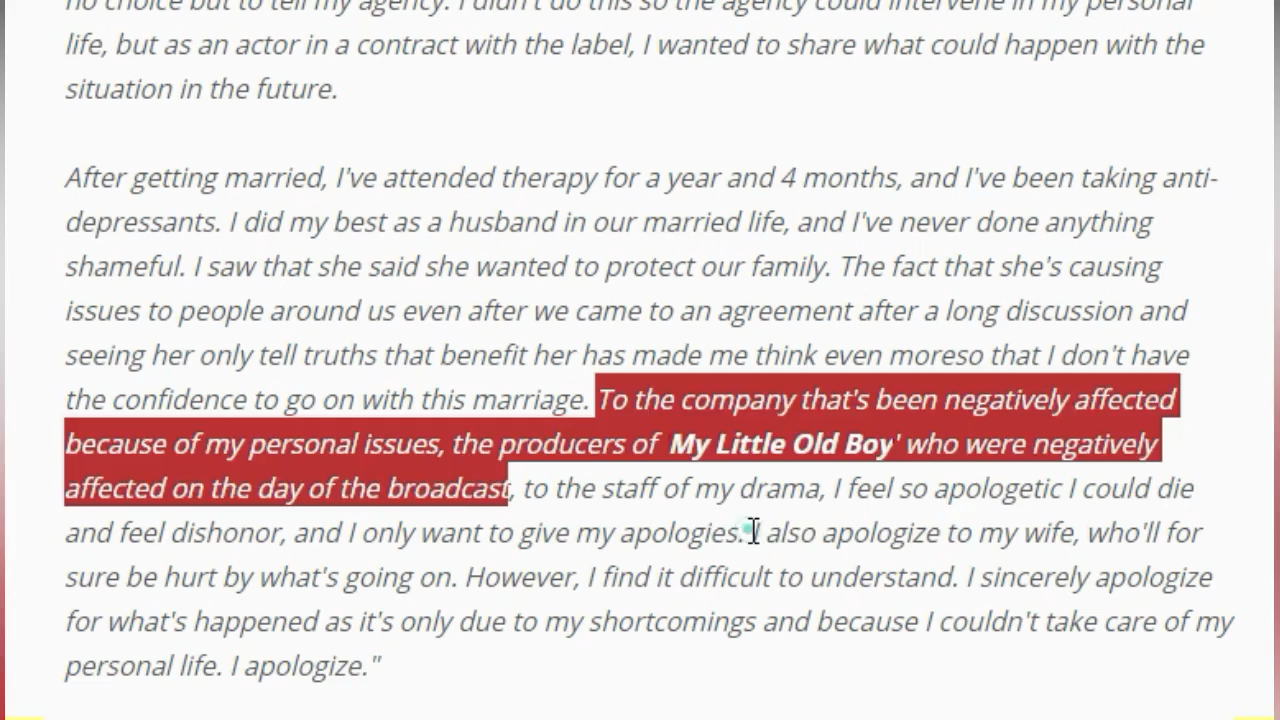 no choice but to tell my agency. I didn't do this so the agency could intervene in my personal
life, but as an actor in a contract with the label, I wanted to share what could happen with the
situation in the future.
After getting married, I've attended therapy for a year and 4 months, and I've been taking anti-
depressants. I did my best as a husband in our married life, and I've never done anything
shameful. I saw that she said she wanted to protect our family. The fact that she's causing
issues to people around us even after we came to an agreement after a long discussion and
seeing her only tell truths that benefit her has made me think even moreso that I don't have
the confidence to go on with this marriage. To the company that's been negatively affected
because of my personal issues, the producers of 'My Little Old Boy' who were negatively
affected on the day of the broadcast, to the staff of my drama, I feel so apologetic I could die
and feel dishonor, and I only want to give my apologies. I also apologize to my wife, who'll for
sure be hurt by what's going on. However, I find it difficult to understand. I sincerely apologize
for what's happened as it's only due to my shortcomings and because I couldn't take care of my
personal life. I apologize."